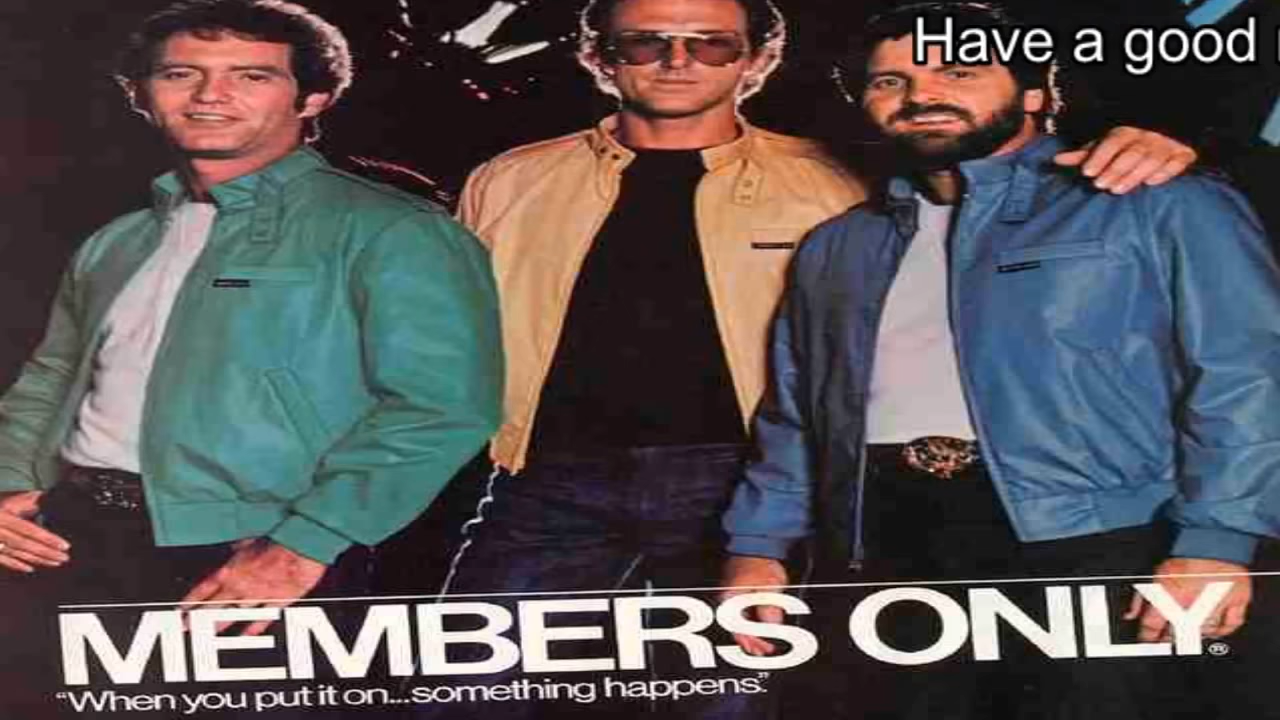 Have a good
MEMBERS ONLY®
“When you put it on...something happens.”